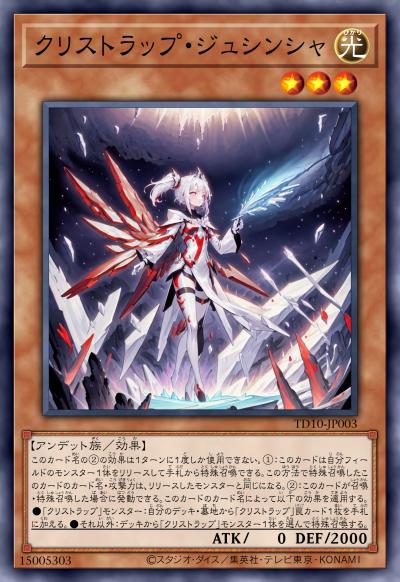 クリストラップ・ジュシンシャ
光
TD10-JP003
【アンデット族／効果】
このカード名の②の効果は1ターンに1度しか使用できない。①:このカードは自分フィ
ールドのモンスター1体をリリースして手札から特殊召喚できる。この方法で特殊召喚したこ
のカードのカード名・攻撃力は、リリースしたモンスターと同じになる。②:このカードが召喚
・特殊召喚した場合に発動できる。このカードのカード名によって以下の効果を適用する。
●「クリストラップ」モンスター:自分のデッキ・墓地から「クリストラップ」罠カード1枚を手札
に加える。●それ以外:デッキから「クリストラップ」モンスター1体を選んで特殊召喚する。
ATK/ 0 DEF/2000
15005303
©スタジオ・ダイス／集英社・テレビ東京・KONAMI